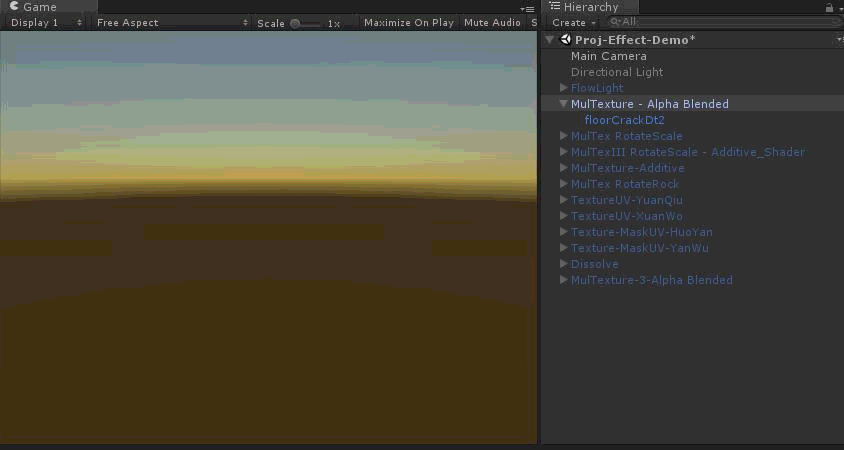 Game
Display 1 Free Aspect Scale 1x Maximize On Play Mute Audio S
Hierarchy
Create All
Proj-Effect-Demo*
Main Camera
Directional Light
FlowLight
MulTexture - Alpha Blended
floorCrackDt2
MulTex RotateScale
MulTexIII RotateScale - Additive_Shader
MulTexture-Additive
MulTex RotateRock
TextureUV-YuanQiu
TextureUV-XuanWo
Texture-MaskUV-HuoYan
Texture-MaskUV-YanWu
Dissolve
MulTexture-3-Alpha Blended